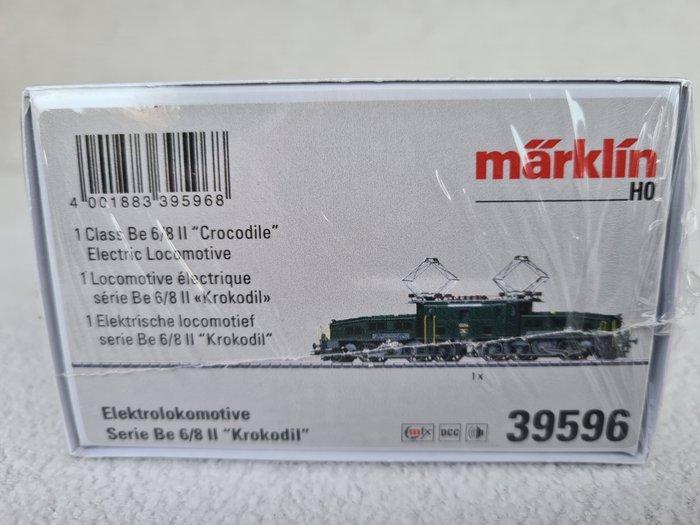 märklin
H0
4 001883 395968
1 Class Be 6/8 II "Crocodile"
Electric Locomotive
1 Locomotive électrique
série Be 6/8 II «Krokodil»
1 Elektrische locomotief
serie Be 6/8 II "Krokodil"
1x
Elektrolokomotive
Serie Be 6/8 II "Krokodil"
mfx DCC 39596